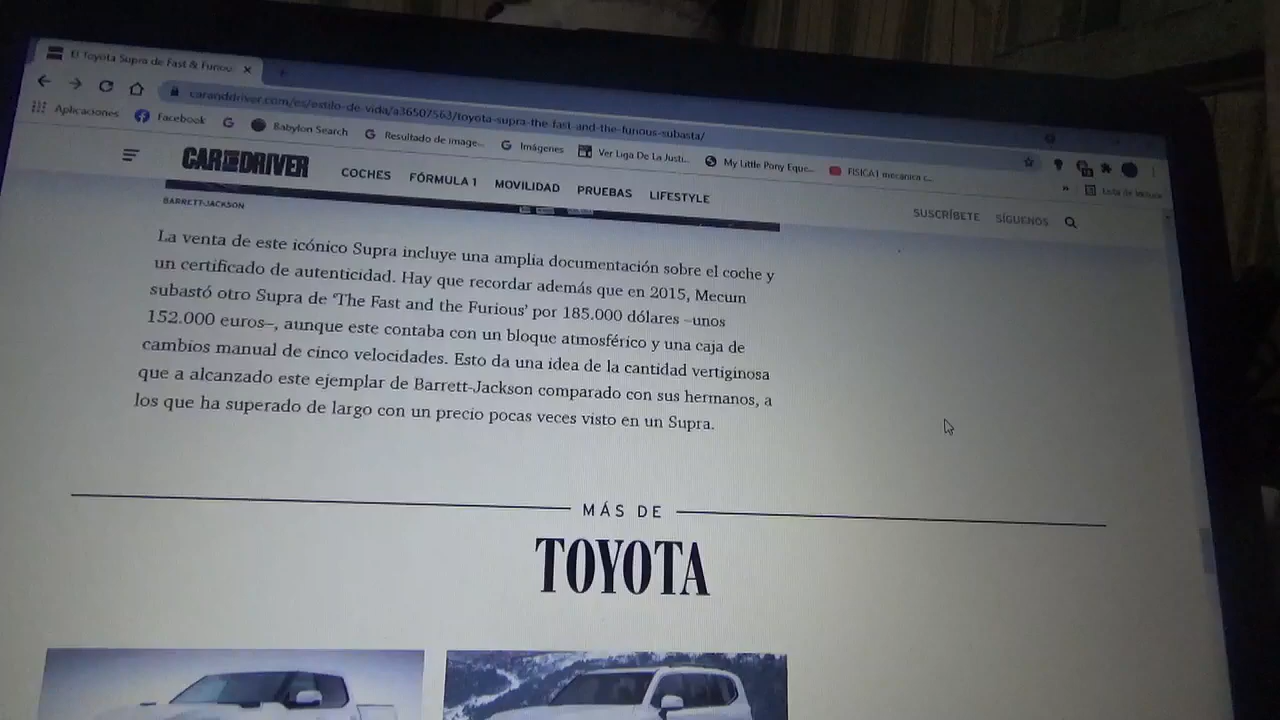 El Toyota Supra de Fast & Furiou
caranddriver.com/es/estilo-de-vida/a36507563/toyota-supra-the-fast-and-the-furious-subasta/
Aplicaciones Facebook Babylon Search Resultado de image... Imágenes Ver Liga De La Justi... My Little Pony Eque... FISICA I mecanica c... » Lista de lectura
CAR AND DRIVER COCHES FÓRMULA 1 MOVILIDAD PRUEBAS LIFESTYLE SUSCRÍBETE SÍGUENOS
BARRETT-JACKSON
La venta de este icónico Supra incluye una amplia documentación sobre el coche y
un certificado de autenticidad. Hay que recordar además que en 2015, Mecum
subastó otro Supra de 'The Fast and the Furious' por 185.000 dólares –unos
152.000 euros–, aunque este contaba con un bloque atmosférico y una caja de
cambios manual de cinco velocidades. Esto da una idea de la cantidad vertiginosa
que a alcanzado este ejemplar de Barrett-Jackson comparado con sus hermanos, a
los que ha superado de largo con un precio pocas veces visto en un Supra.
MÁS DE
TOYOTA